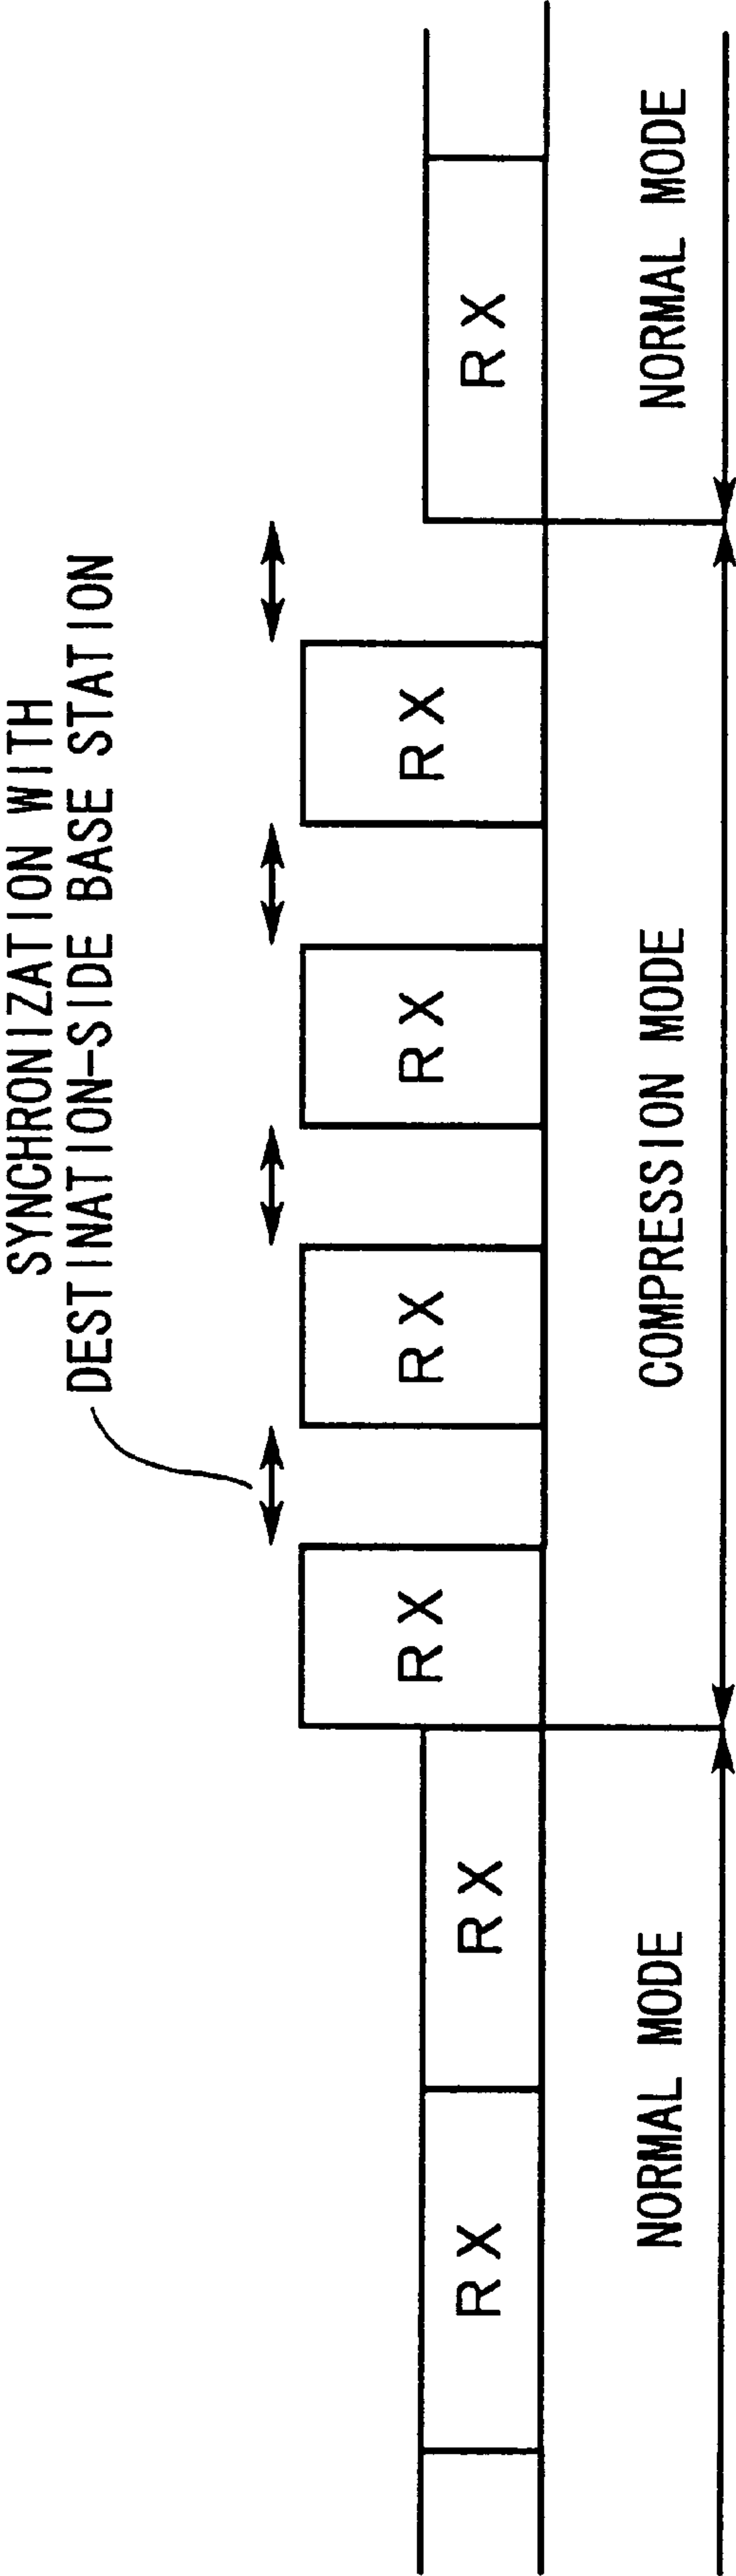 SYNCHRONIZATION WITH
DESTINATION-SIDE BASE STATION
RX
RX
RX
RX
RX
RX
RX
NORMAL MODE
COMPRESSION MODE
NORMAL MODE